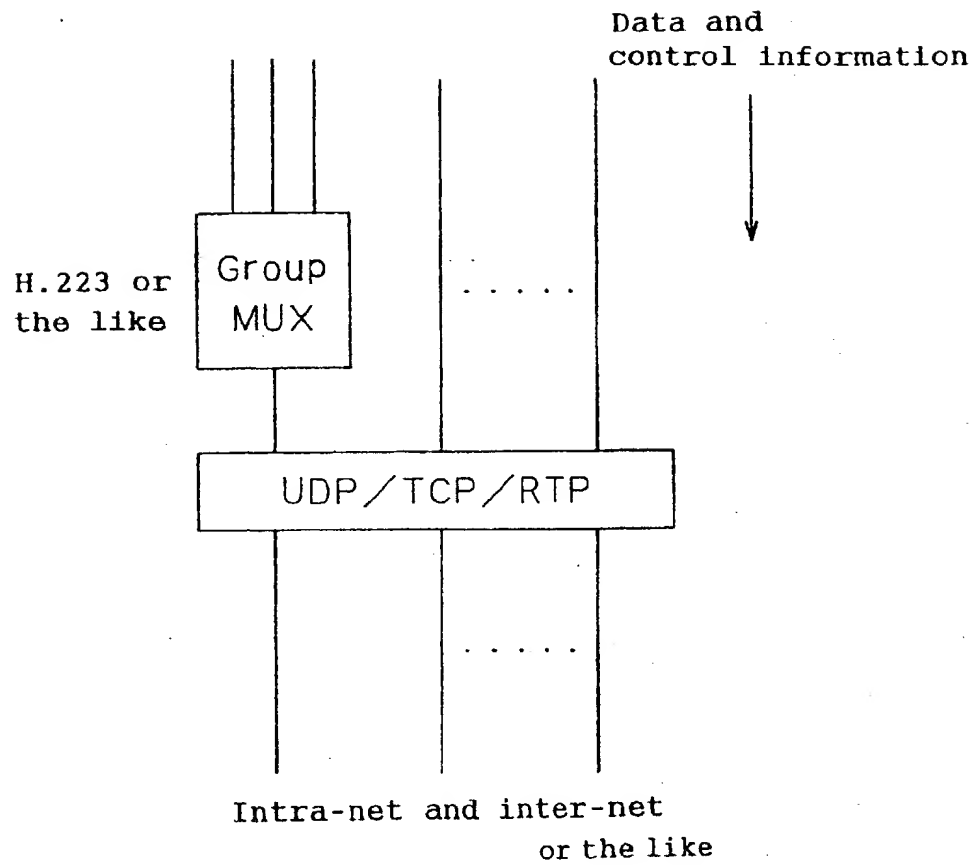 Data and
control information
H.223 or
the like
Group
MUX
UDP/TCP/RTP
Intra-net and inter-net
or the like